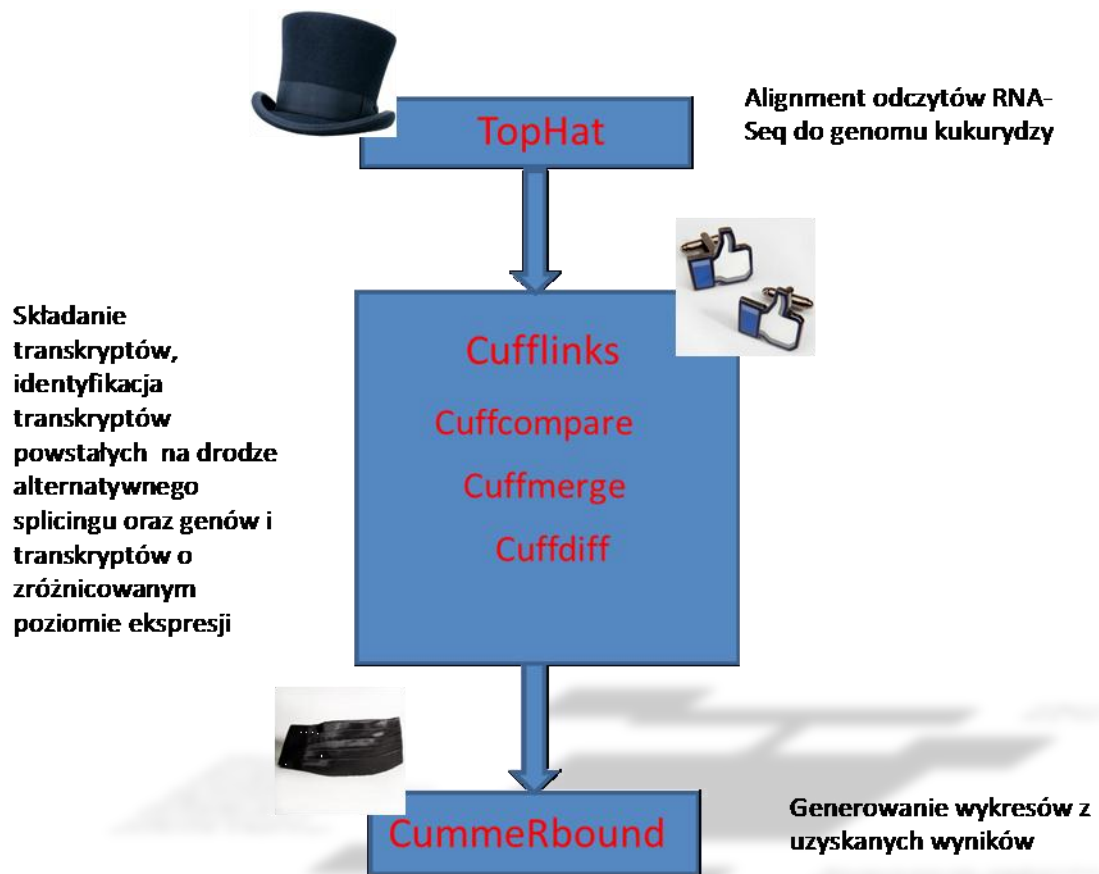 TopHat
Alignment odczytów RNA-
Seq do genomu kukurydzy
Składanie
transkryptów,
identyfikacja
transkryptów
powstałych na drodze
alternatywnego
splicingu oraz genów i
transkryptów o
zróżnicowanym
poziomie ekspresji
Cufflinks
Cuffcompare
Cuffmerge
Cuffdiff
CummeRbound
Generowanie wykresów z
uzyskanych wyników